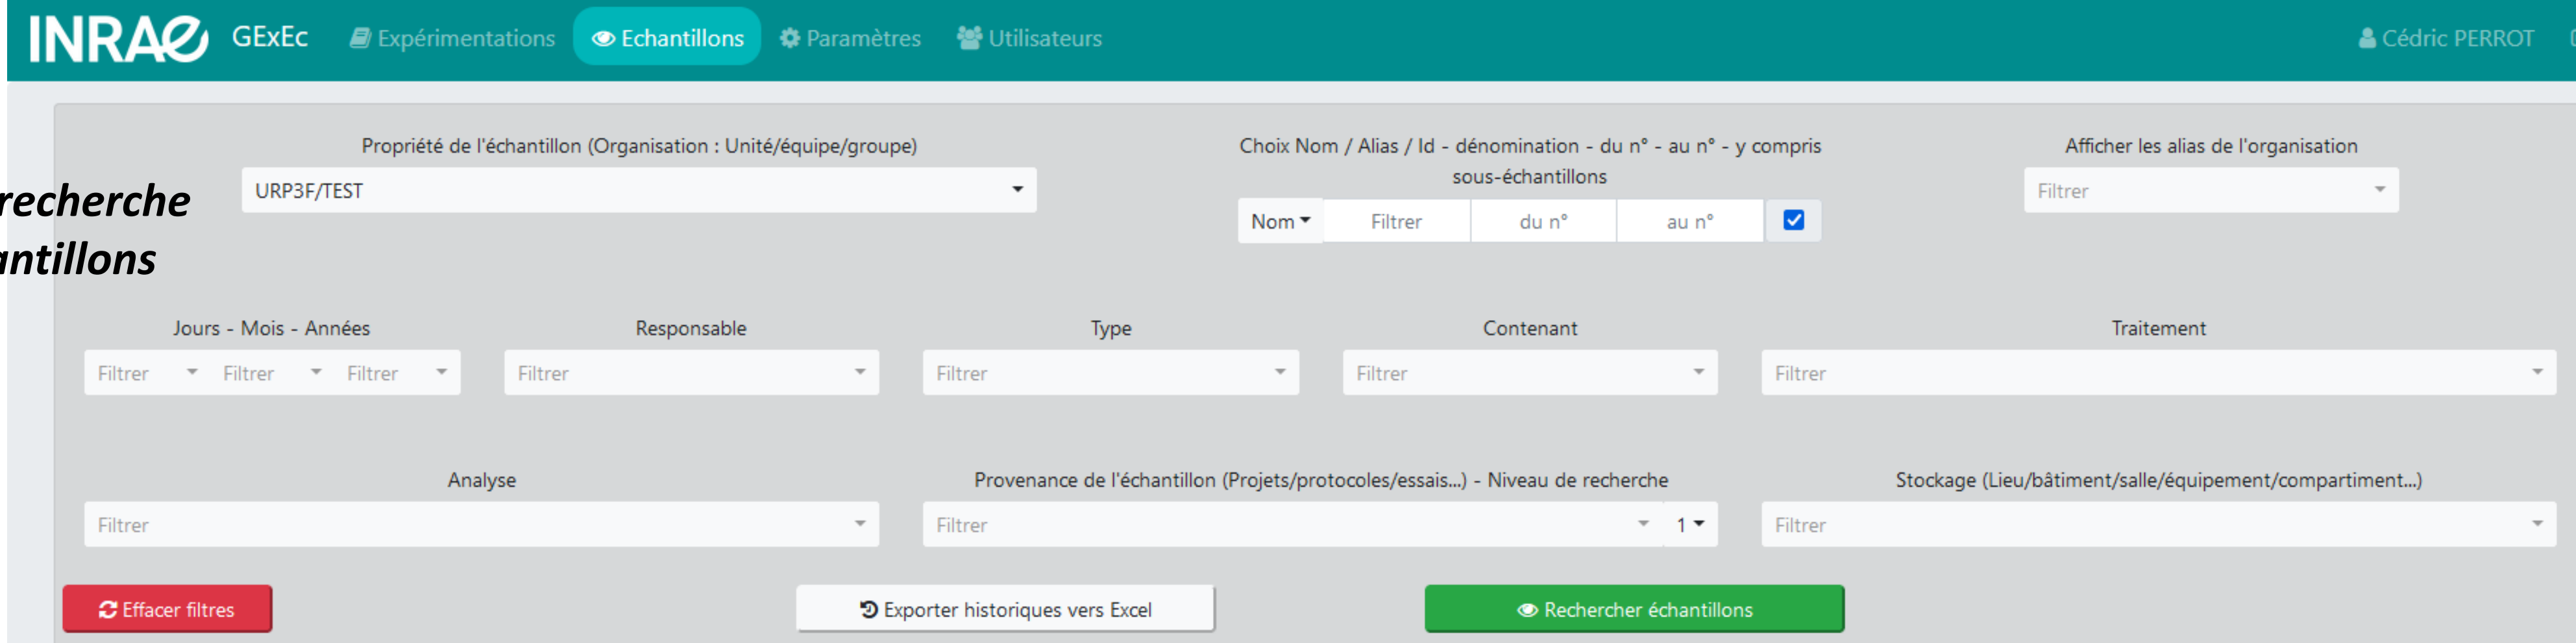 INRAE GExEc Expérimentations Echantillons Paramètres Utilisateurs Cédric PERROT
Propriété de l'échantillon (Organisation : Unité/équipe/groupe)
URP3F/TEST
Choix Nom / Alias / Id - dénomination - du n° - au n° - y compris
sous-échantillons
Nom Filtrer du n° au n°
Afficher les alias de l'organisation
Filtrer
recherche
antillons
Jours - Mois - Années Responsable Type Contenant Traitement
Filtrer Filtrer Filtrer Filtrer Filtrer Filtrer Filtrer
Analyse Provenance de l'échantillon (Projets/protocoles/essais...) - Niveau de recherche Stockage (Lieu/bâtiment/salle/équipement/compartiment...)
Filtrer Filtrer 1 Filtrer
Effacer filtres Exporter historiques vers Excel Rechercher échantillons